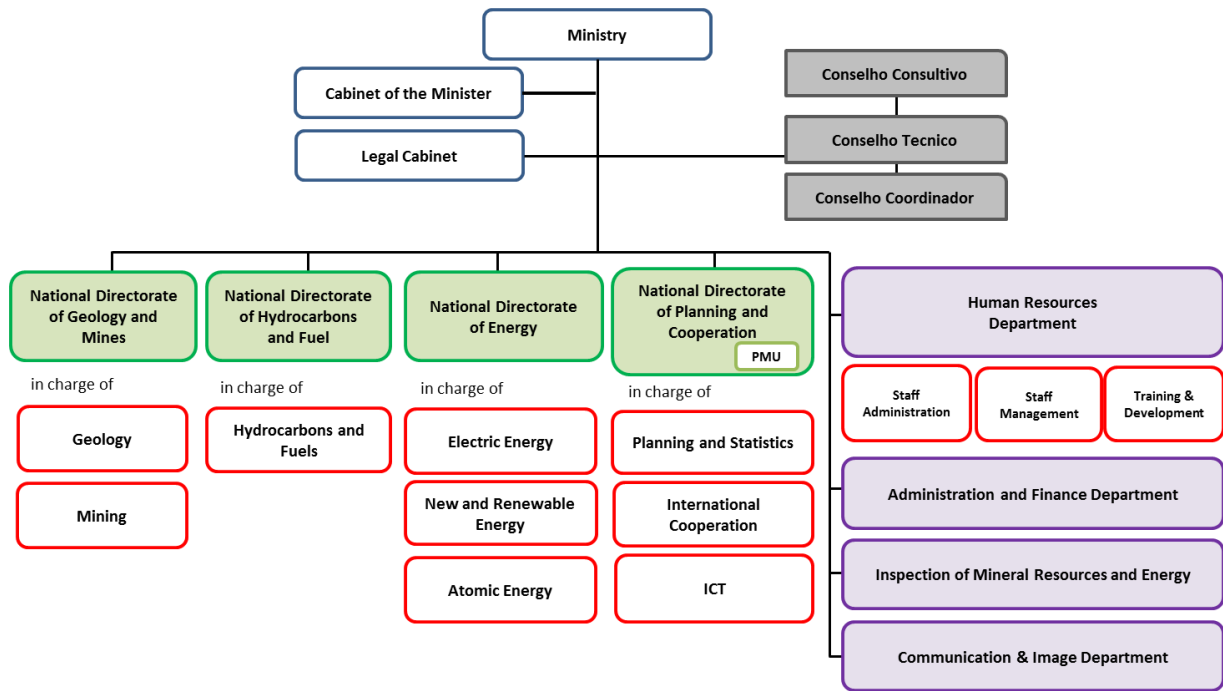 Ministry
Cabinet of the Minister
Legal Cabinet
Conselho Consultivo
Conselho Tecnico
Conselho Coordinador
National Directorate
of Geology and
Mines
in charge of
Geology
Mining
National Directorate
of Hydrocarbons
and Fuel
in charge of
Hydrocarbons and
Fuels
National Directorate
of Energy
in charge of
Electric Energy
New and Renewable
Energy
Atomic Energy
National Directorate
of Planning and
Cooperation
PMU
in charge of
Planning and Statistics
International
Cooperation
ICT
Human Resources
Department
Staff
Administration
Staff
Management
Training &
Development
Administration and Finance Department
Inspection of Mineral Resources and Energy
Communication & Image Department